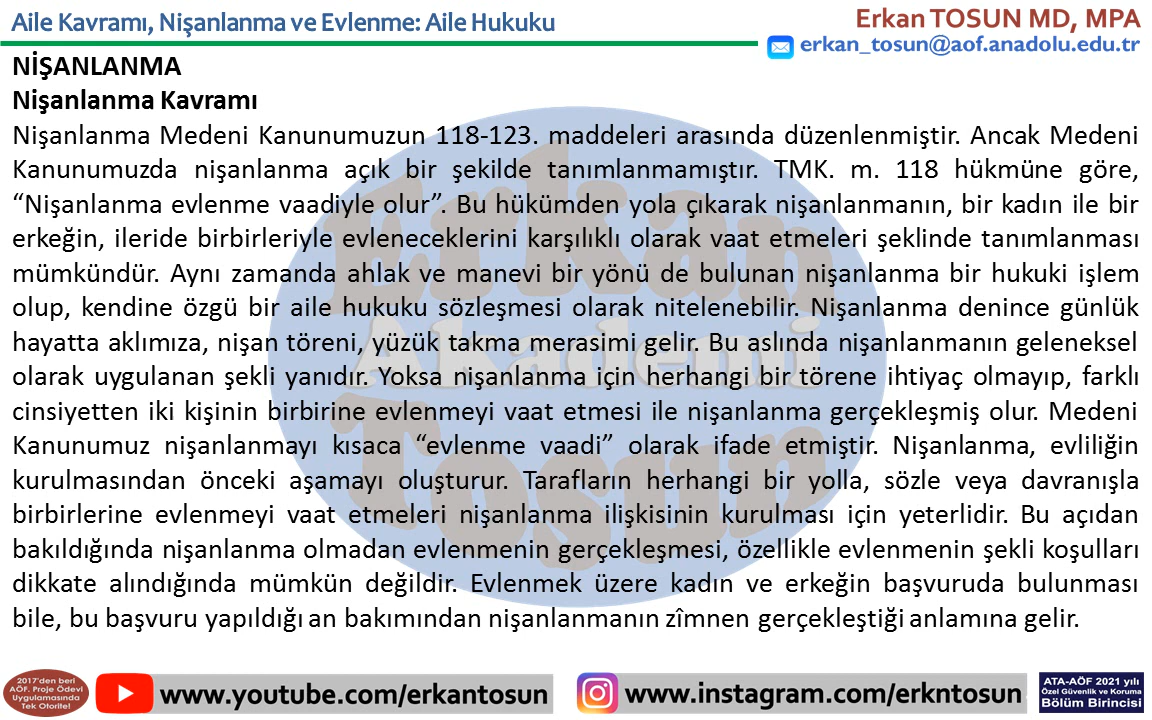 Aile Kavramı, Nişanlanma ve Evlenme: Aile Hukuku
Erkan TOSUN MD, MPA
erkan_tosun@aof.anadolu.edu.tr
NİŞANLANMA
Nişanlanma Kavramı
Nişanlanma Medeni Kanunumuzun 118-123. maddeleri arasında düzenlenmiştir. Ancak Medeni
Kanunumuzda nişanlanma açık bir şekilde tanımlanmamıştır. TMK. m. 118 hükmüne göre,
“Nişanlanma evlenme vaadiyle olur”. Bu hükümden yola çıkarak nişanlanmanın, bir kadın ile bir
erkeğin, ileride birbirleriyle evleneceklerini karşılıklı olarak vaat etmeleri şeklinde tanımlanması
mümkündür. Aynı zamanda ahlak ve manevi bir yönü de bulunan nişanlanma bir hukuki işlem
olup, kendine özgü bir aile hukuku sözleşmesi olarak nitelenebilir. Nişanlanma denince günlük
hayatta aklımıza, nişan töreni, yüzük takma merasimi gelir. Bu aslında nişanlanmanın geleneksel
olarak uygulanan şekli yanıdır. Yoksa nişanlanma için herhangi bir törene ihtiyaç olmayıp, farklı
cinsiyetten iki kişinin birbirine evlenmeyi vaat etmesi ile nişanlanma gerçekleşmiş olur. Medeni
Kanunumuz nişanlanmayı kısaca “evlenme vaadi” olarak ifade etmiştir. Nişanlanma, evliliğin
kurulmasından önceki aşamayı oluşturur. Tarafların herhangi bir yolla, sözle veya davranışla
birbirlerine evlenmeyi vaat etmeleri nişanlanma ilişkisinin kurulması için yeterlidir. Bu açıdan
bakıldığında nişanlanma olmadan evlenmenin gerçekleşmesi, özellikle evlenmenin şekli koşulları
dikkate alındığında mümkün değildir. Evlenmek üzere kadın ve erkeğin başvuruda bulunması
bile, bu başvuru yapıldığı an bakımından nişanlanmanın zîmnen gerçekleştiği anlamına gelir.
Erkan
Akademi
Tosun
2017'den beri
AÖF. Proje Ödevi
Uygulamasında
Tek Otorite!
www.youtube.com/erkantosun
www.instagram.com/erkntosun
ATA-AÖF 2021 yılı
Özel Güvenlik ve Koruma
Bölüm Birincisi